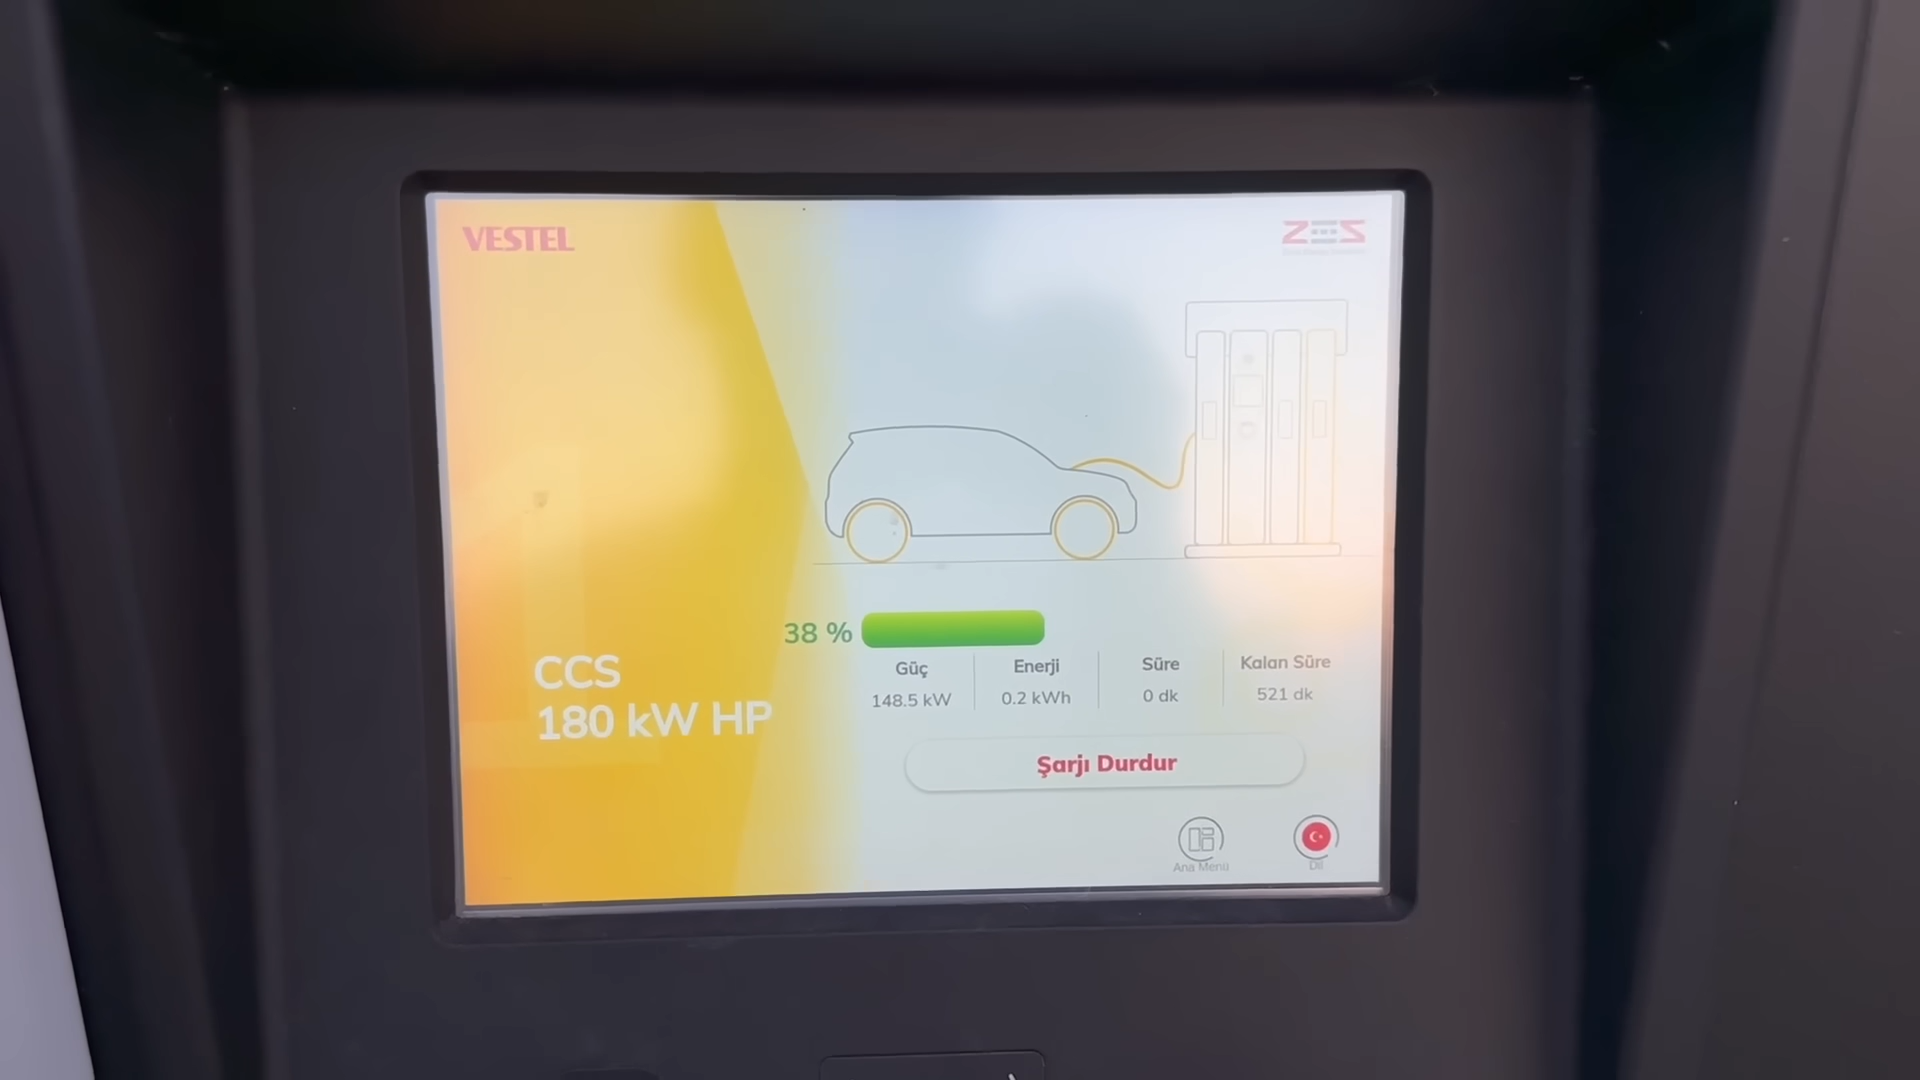 VESTEL
ZES
38 %
CCS
180 kW HP
Güç
148.5 kW
Enerji
0.2 kWh
Süre
0 dk
Kalan Süre
521 dk
Şarjı Durdur
Ana Menü
Dil